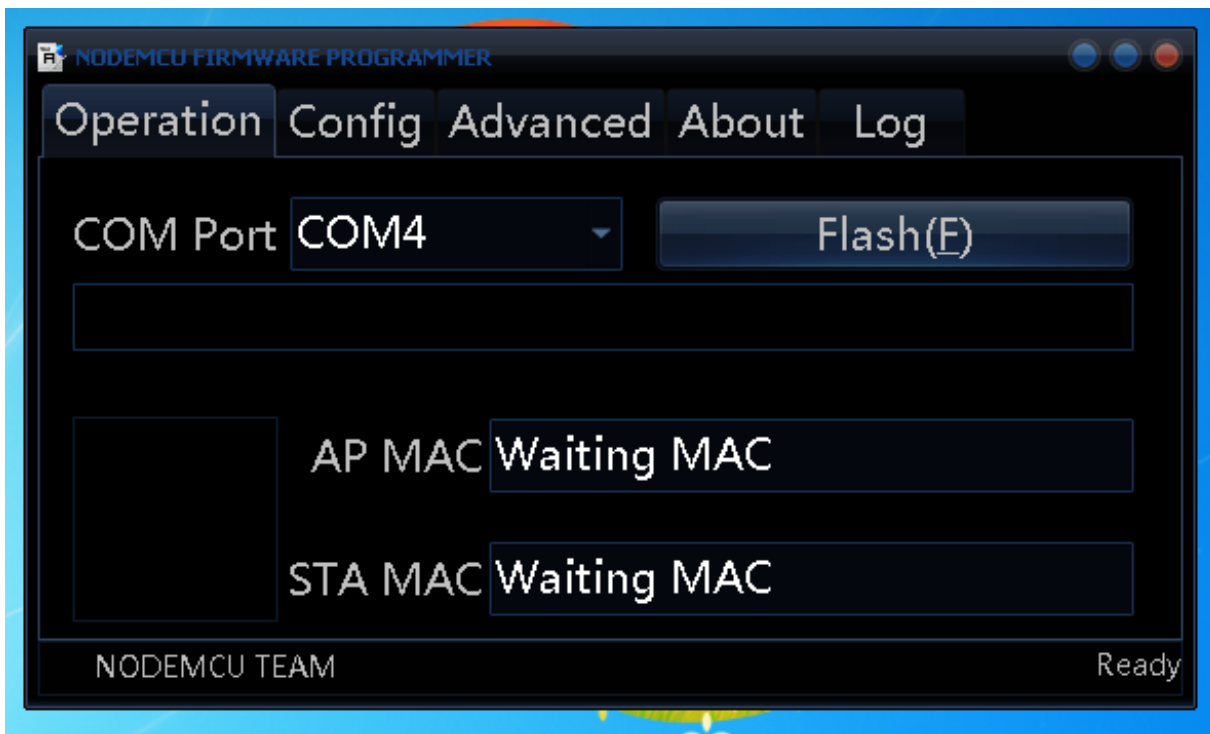 NODEMCU FIRMWARE PROGRAMMER
Operation Config Advanced About Log
COM Port COM4 Flash(F)
AP MAC Waiting MAC
STA MAC Waiting MAC
NODEMCU TEAM Ready